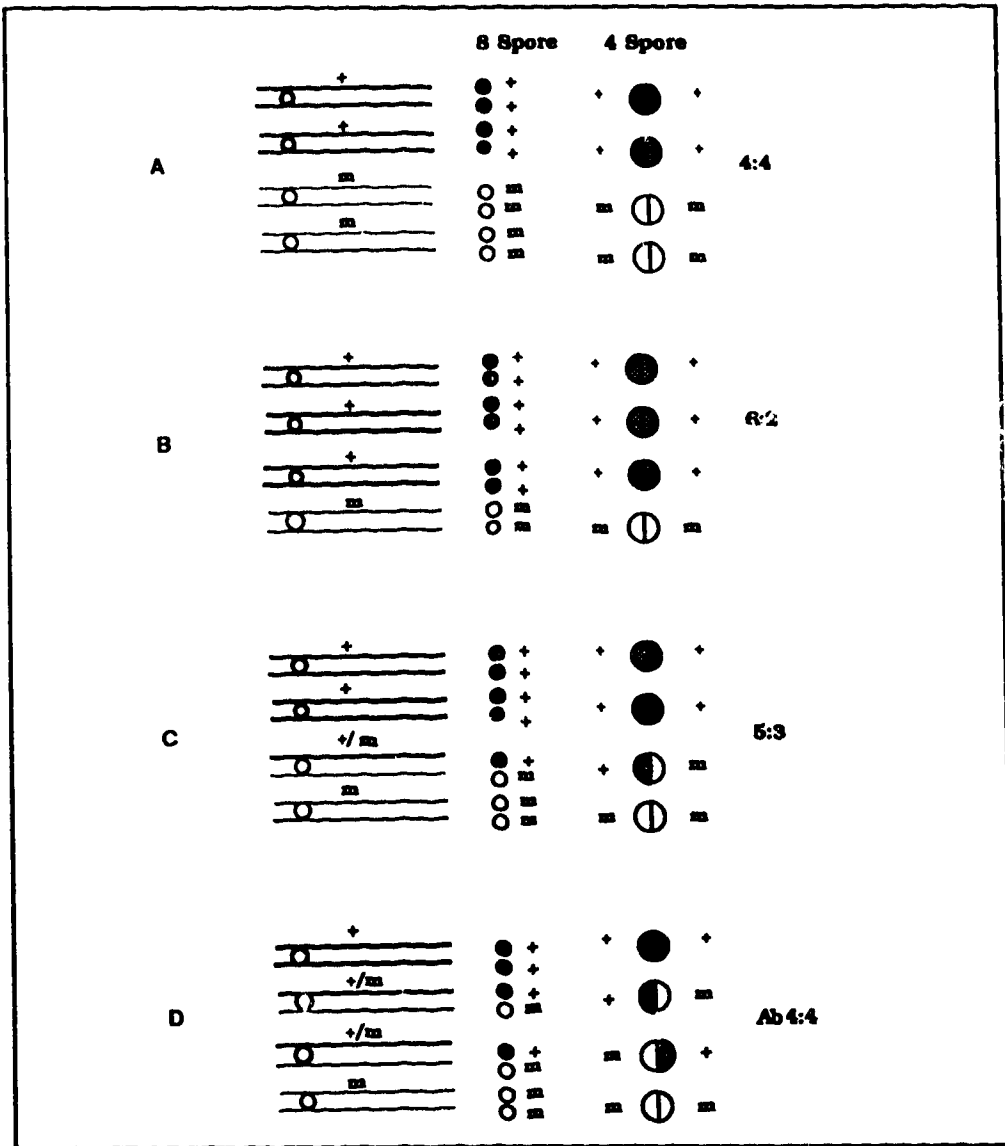 8 Spore 4 Spore
+ + + +
+
+ + + +
+
A 4:4
m m m m
m
m m m
m
+ + + +
+
+ + + +
+
B 6:2
+ + + +
+
m m m m
m
+ + + +
+
+ + + +
+
C 5:3
+/m + + m
m
m m m m
m
+ + + +
+
+/m + + m
m
D Ab 4:4
+/m + m +
m
m m m m
m